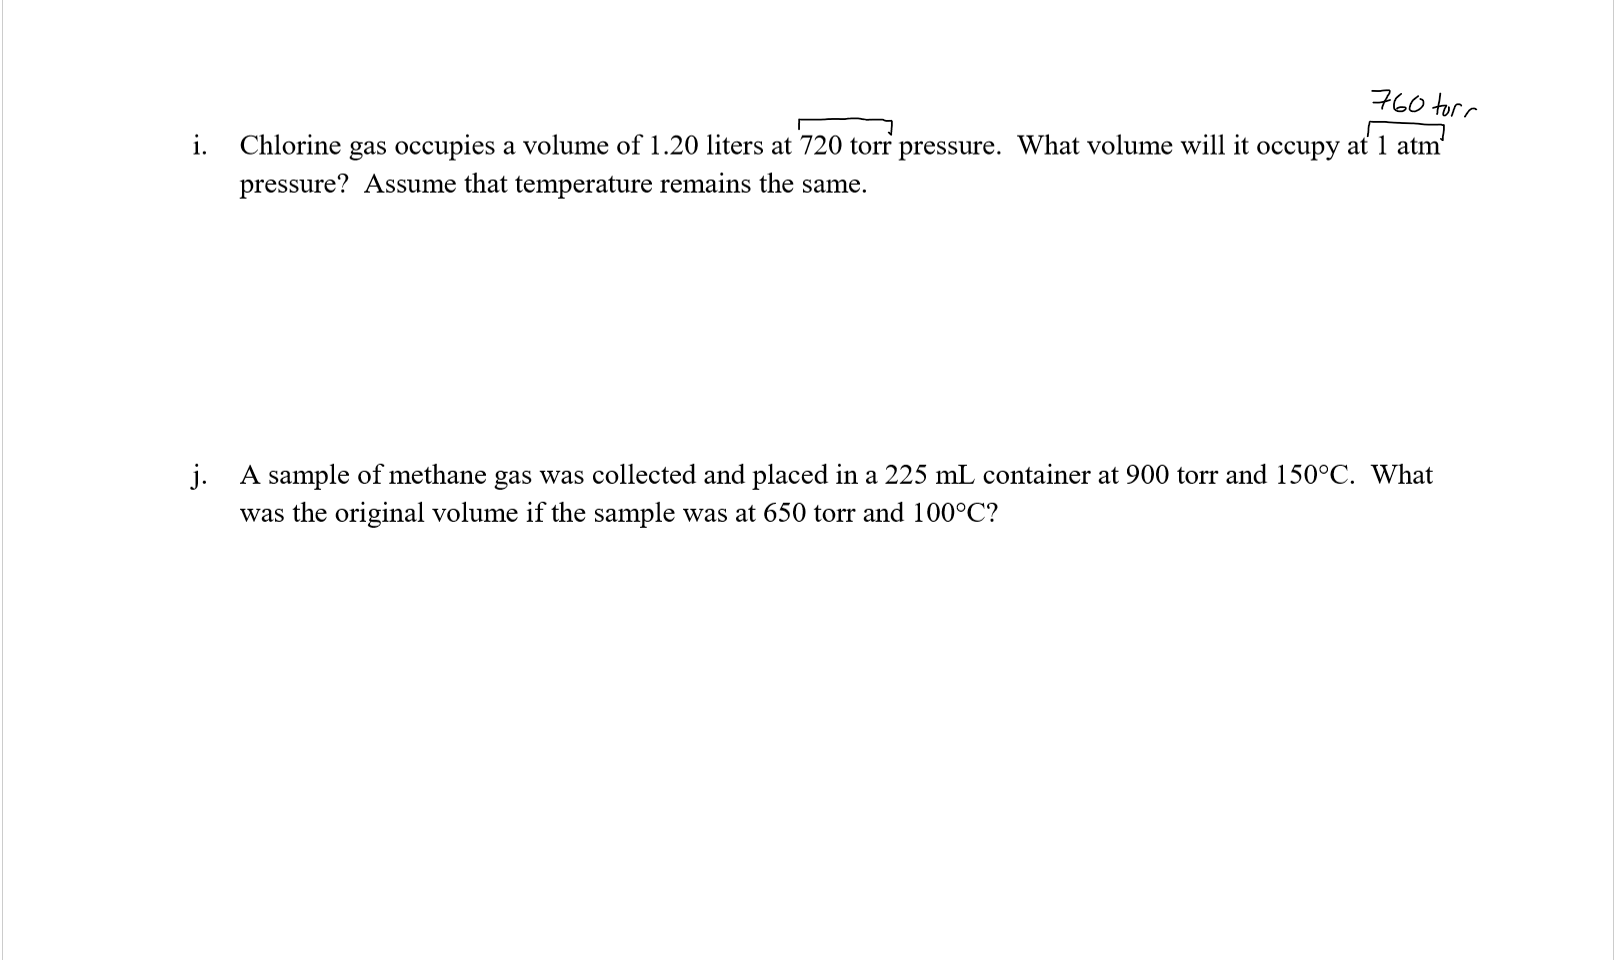 760 torr
i. Chlorine gas occupies a volume of 1.20 liters at 720 torr pressure. What volume will it occupy at 1 atm
pressure? Assume that temperature remains the same.
j. A sample of methane gas was collected and placed in a 225 mL container at 900 torr and 150°C. What
was the original volume if the sample was at 650 torr and 100°C?